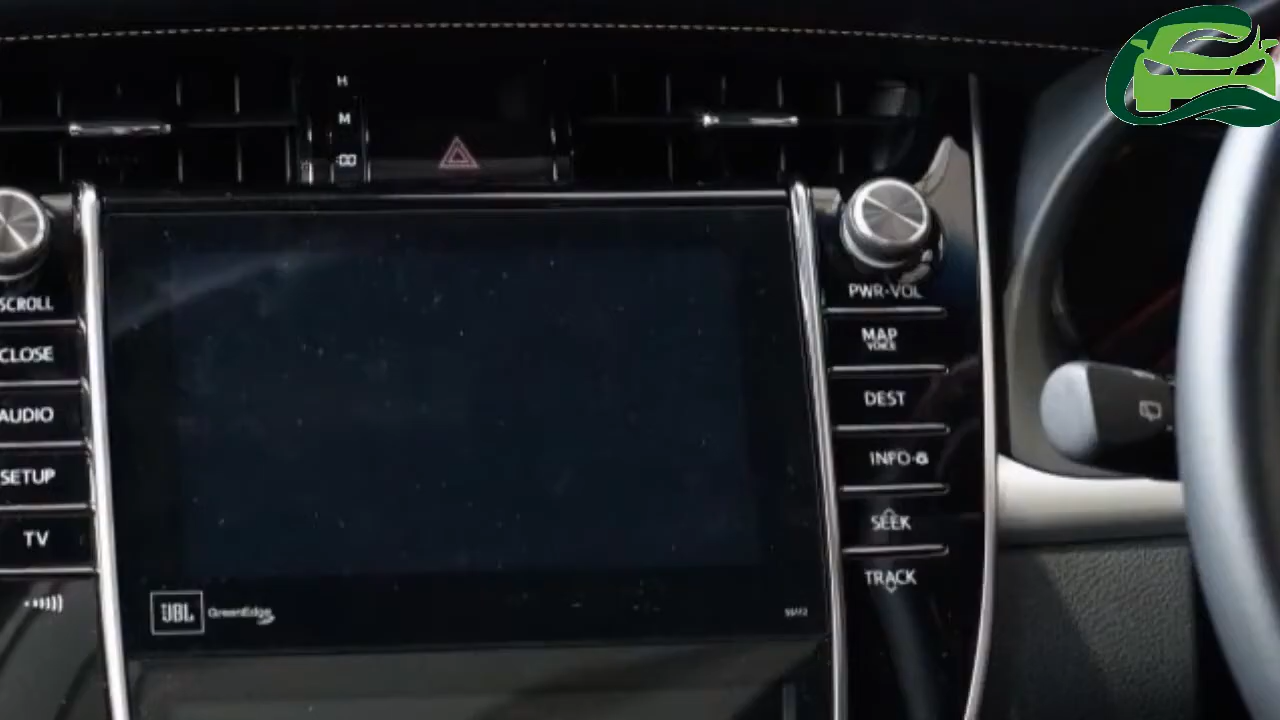 H
M
SCROLL
CLOSE
AUDIO
SETUP
TV
JBL GreenEdge
PWR·VOL
MAP
VOICE
DEST
INFO
SEEK
TRACK